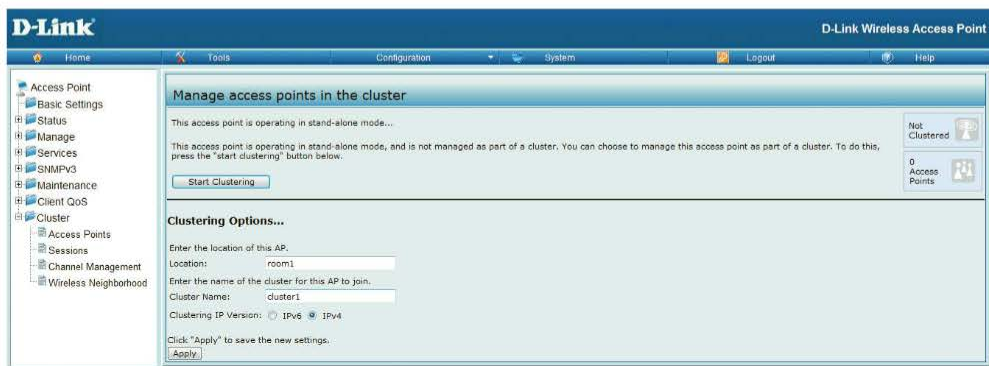 D-Link
D-Link Wireless Access Point
Home Tools Configuration System Logout Help
Access Point
Basic Settings
Status
Manage
Services
SNMPv3
Maintenance
Client QoS
Cluster
Access Points
Sessions
Channel Management
Wireless Neighborhood
Manage access points in the cluster
This access point is operating in stand-alone mode...
This access point is operating in stand-alone mode, and is not managed as part of a cluster. You can choose to manage this access point as part of a cluster. To do this,
press the "start clustering" button below.
Start Clustering
Not
Clustered
0
Access
Points
Clustering Options...
Enter the location of this AP.
Location: room1
Enter the name of the cluster for this AP to join.
Cluster Name: cluster1
Clustering IP Version: IPv6 IPv4
Click "Apply" to save the new settings.
Apply